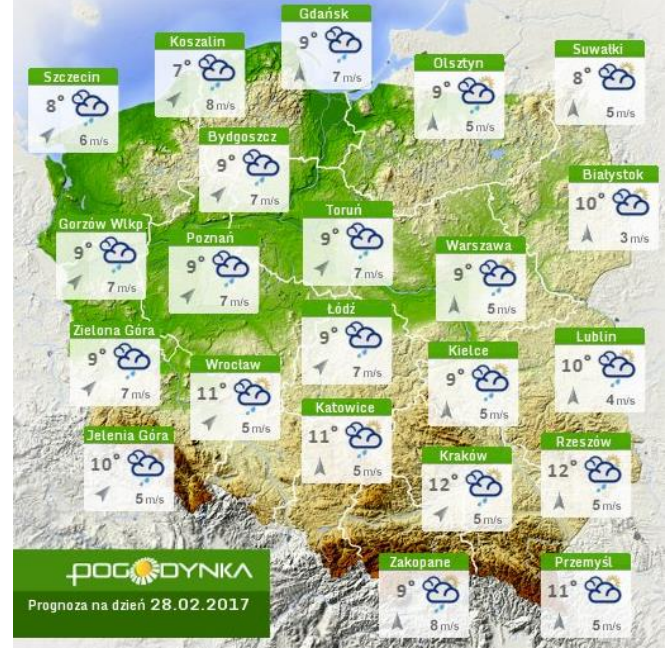 Gdańsk
9°
7 m/s
Koszalin
7°
8 m/s
Suwałki
8°
5 m/s
Olsztyn
9°
5 m/s
Szczecin
8°
6 m/s
Bydgoszcz
9°
7 m/s
Białystok
10°
3 m/s
Toruń
9°
7 m/s
Gorzów Wlkp
9°
7 m/s
Poznań
9°
7 m/s
Warszawa
9°
5 m/s
Łódź
9°
7 m/s
Zielona Góra
9°
7 m/s
Lublin
10°
4 m/s
Kielce
9°
5 m/s
Wrocław
11°
5 m/s
Katowice
11°
5 m/s
Jelenia Góra
10°
5 m/s
Rzeszów
12°
5 m/s
Kraków
12°
5 m/s
Zakopane
9°
8 m/s
Przemyśl
11°
5 m/s
POGODYNKA
Prognoza na dzień 28.02.2017